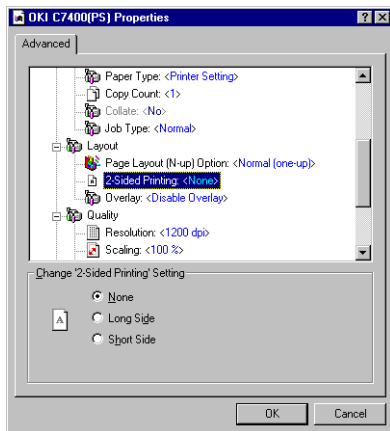 OKI C7400(PS) Properties
Advanced
Paper Type: <Printer Setting>
Copy Count: <1>
Collate: <No>
Job Type: <Normal>
Layout
Page Layout (N-up) Option: <Normal (one-up)>
2-Sided Printing: <None>
Overlay: <Disable Overlay>
Quality
Resolution: <1200 dpi>
Scaling: <100 %>
Change '2-Sided Printing' Setting
None
A
Long Side
Short Side
OK Cancel